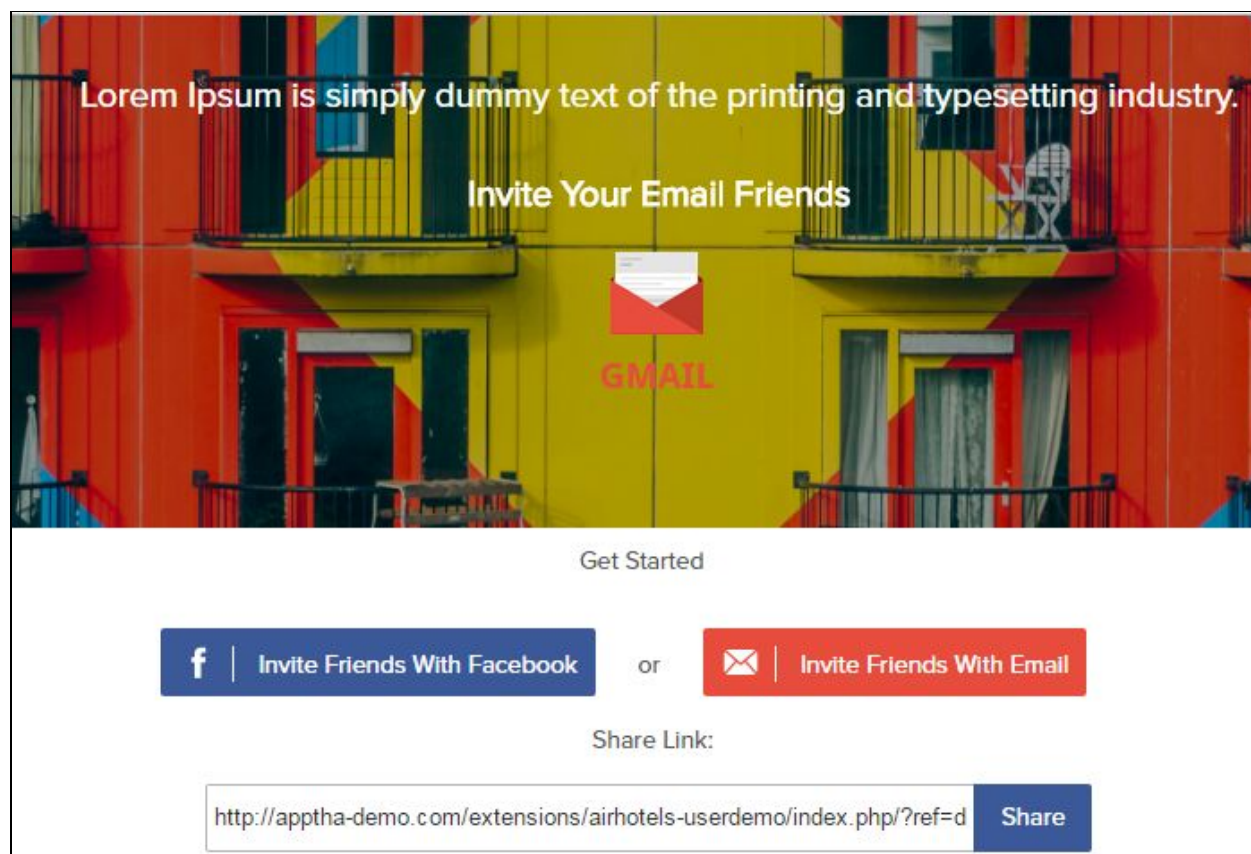 Lorem Ipsum is simply dummy text of the printing and typesetting industry.
Invite Your Email Friends
GMAIL
Get Started
f | Invite Friends With Facebook or Invite Friends With Email
Share Link:
http://apptha-demo.com/extensions/airhotels-userdemo/index.php/?ref=d Share